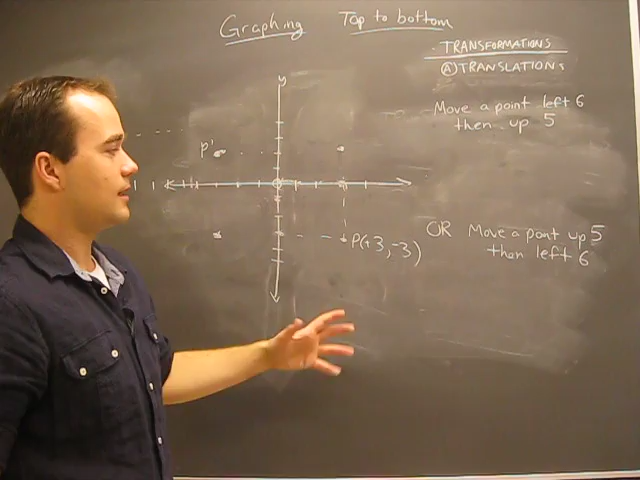 Graphing Top to bottom
TRANSFORMATIONS
Ⓐ TRANSLATIONS
Move a point left 6
then up 5
y
P'
P(+3,-3)
OR Move a point up 5
then left 6